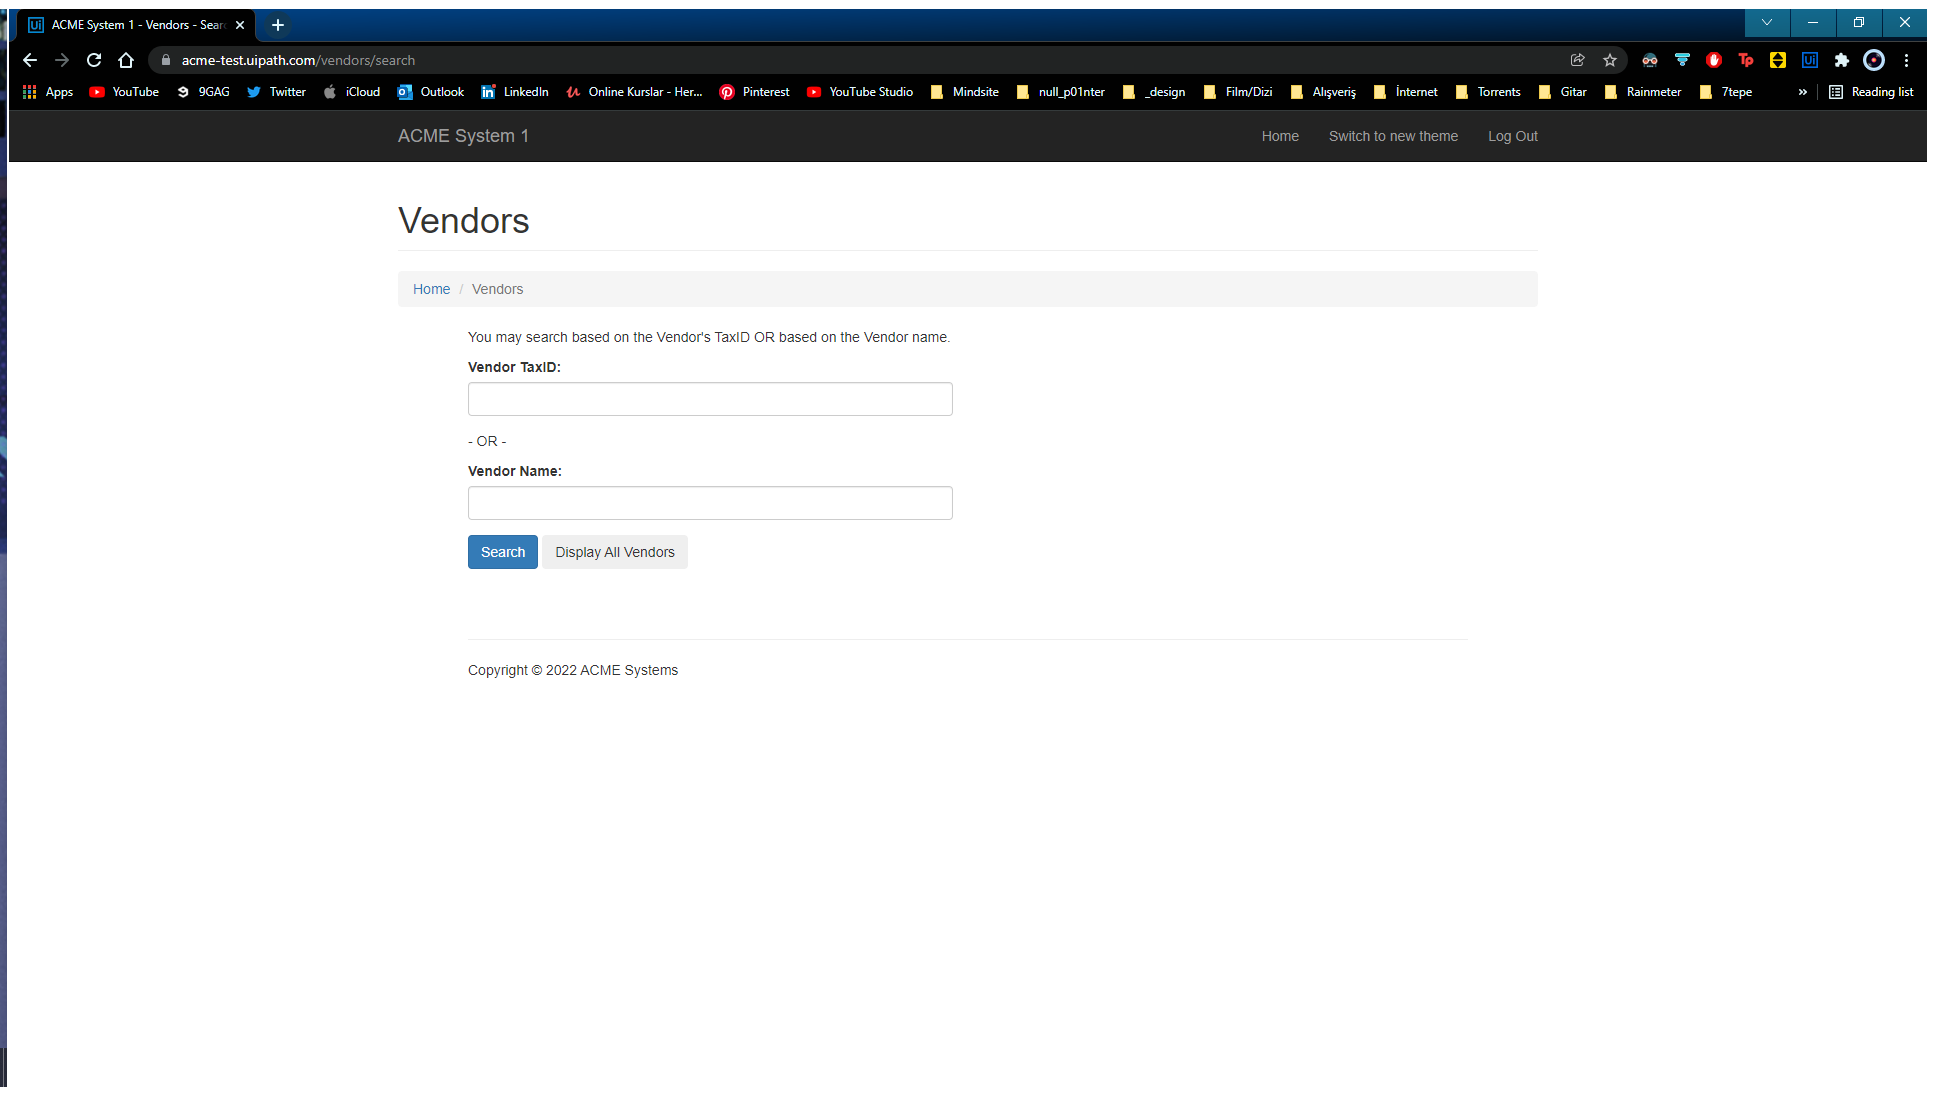 ACME System 1 - Vendors - Sear
acme-test.uipath.com/vendors/search
Apps YouTube 9GAG Twitter iCloud Outlook LinkedIn Online Kurslar - Her... Pinterest YouTube Studio Mindsite null_p01nter _design Film/Dizi Alışveriş İnternet Torrents Gitar Rainmeter 7tepe » Reading list
ACME System 1 Home Switch to new theme Log Out
Vendors
Home / Vendors
You may search based on the Vendor's TaxID OR based on the Vendor name.
Vendor TaxID:
- OR -
Vendor Name:
Search Display All Vendors
Copyright © 2022 ACME Systems